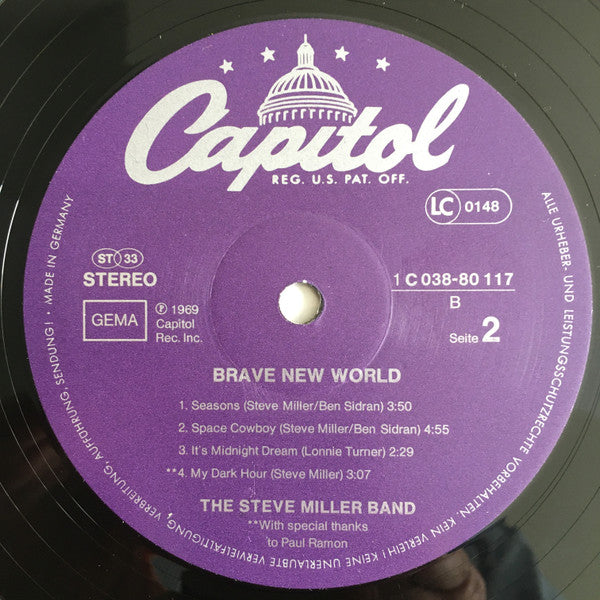 Capitol
REG. U.S. PAT. OFF.
LC 0148
ST 33
STEREO
GEMA
℗ 1969
Capitol
Rec. Inc.
1 C 038-80 117
B
Seite 2
BRAVE NEW WORLD
1. Seasons (Steve Miller/Ben Sidran) 3:50
2. Space Cowboy (Steve Miller/Ben Sidran) 4:55
3. It's Midnight Dream (Lonnie Turner) 2:29
**4. My Dark Hour (Steve Miller) 3:07
THE STEVE MILLER BAND
**With special thanks
to Paul Ramon
ALLE URHEBER- UND LEISTUNGSSCHUTZRECHTE VORBEHALTEN, KEIN VERLEIH! KEINE UNERLAUBTE VERVIELFÄLTIGUNG, VERBREITUNG, AUFFÜHRUNG, SENDUNG! • MADE IN GERMANY